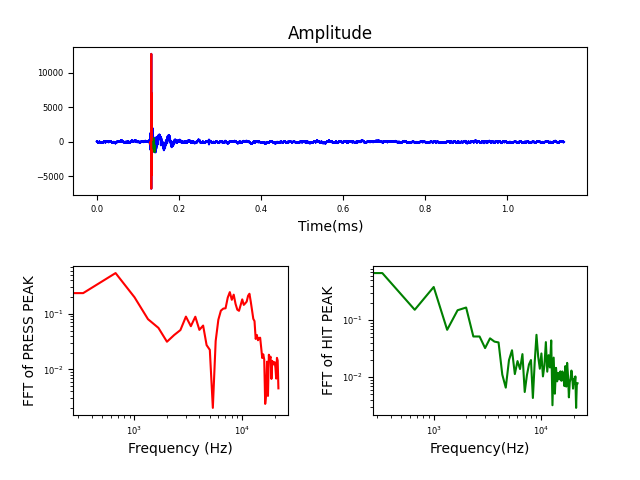 Amplitude
10000
5000
0
−5000
0.0 0.2 0.4 0.6 0.8 1.0
Time(ms)
FFT of PRESS PEAK
10⁻¹
10⁻²
10³ 10⁴
Frequency (Hz)
FFT of HIT PEAK
10⁻¹
10⁻²
10³ 10⁴
Frequency(Hz)